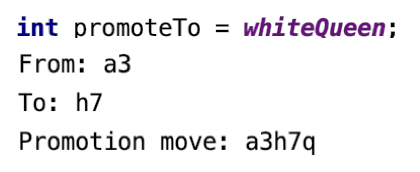 int promoteTo = whiteQueen;
From: a3
To: h7
Promotion move: a3h7q